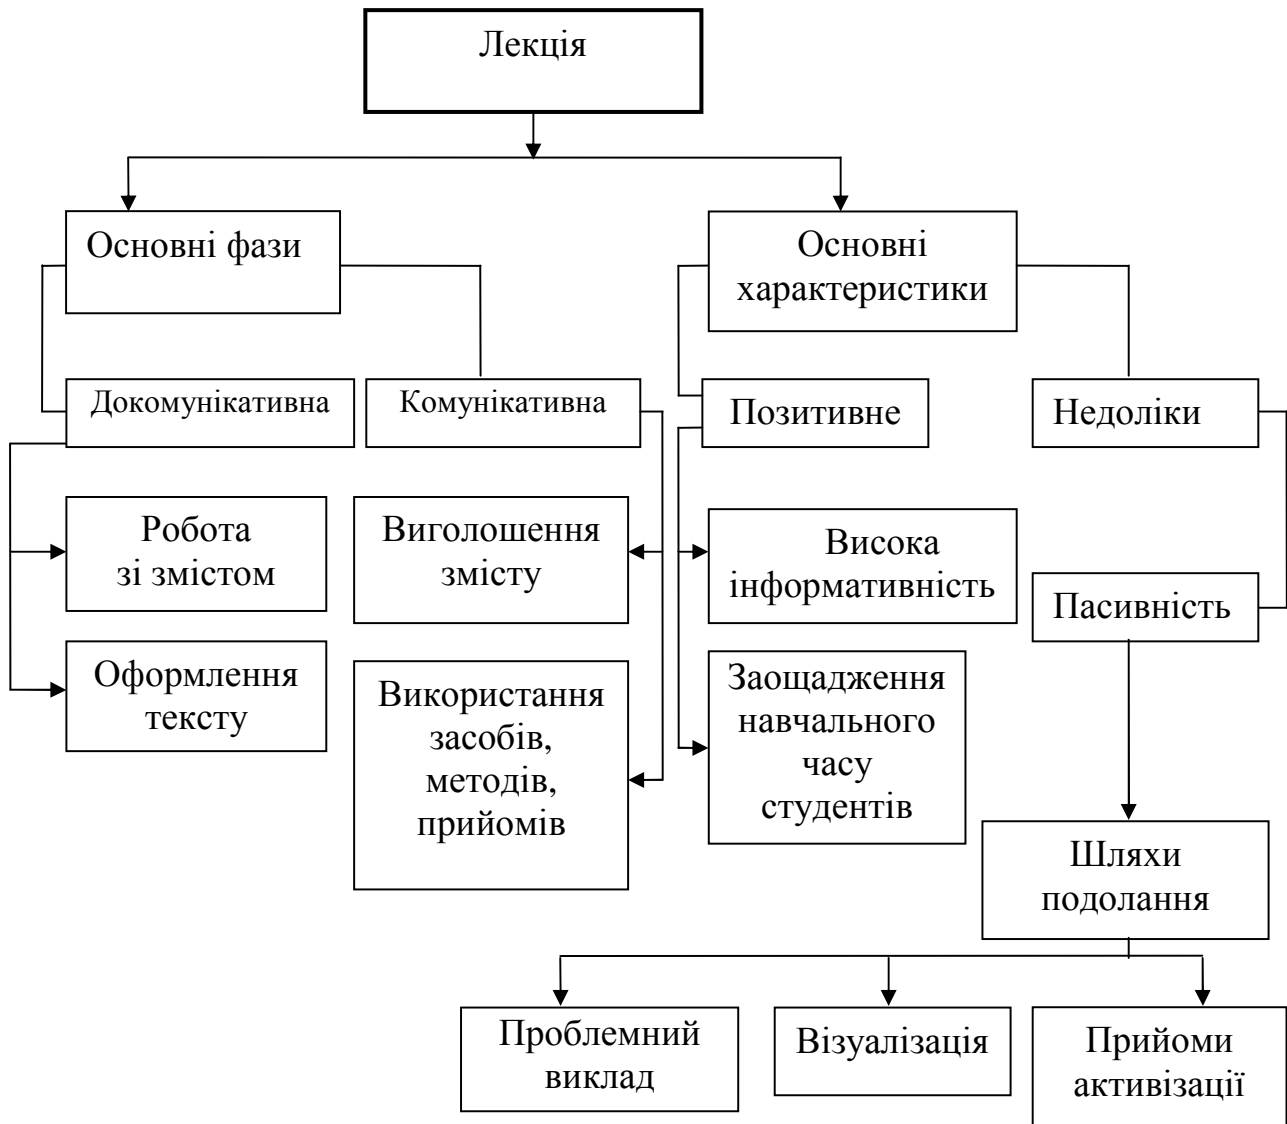 Лекція
Основні фази
Основні
характеристики
Докомунікативна
Комунікативна
Позитивне
Недоліки
Робота
зі змістом
Виголошення
змісту
Висока
інформативність
Пасивність
Оформлення
тексту
Використання
засобів,
методів,
прийомів
Заощадження
навчального
часу
студентів
Шляхи
подолання
Проблемний
виклад
Візуалізація
Прийоми
активізації